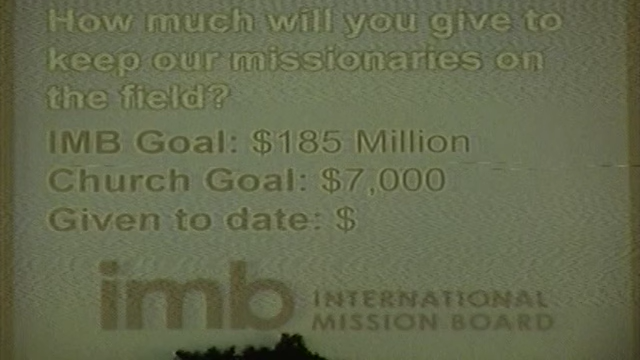 How much will you give to
keep our missionaries on
the field?
IMB Goal: $185 Million
Church Goal: $7,000
Given to date: $
imb INTERNATIONAL
MISSION BOARD